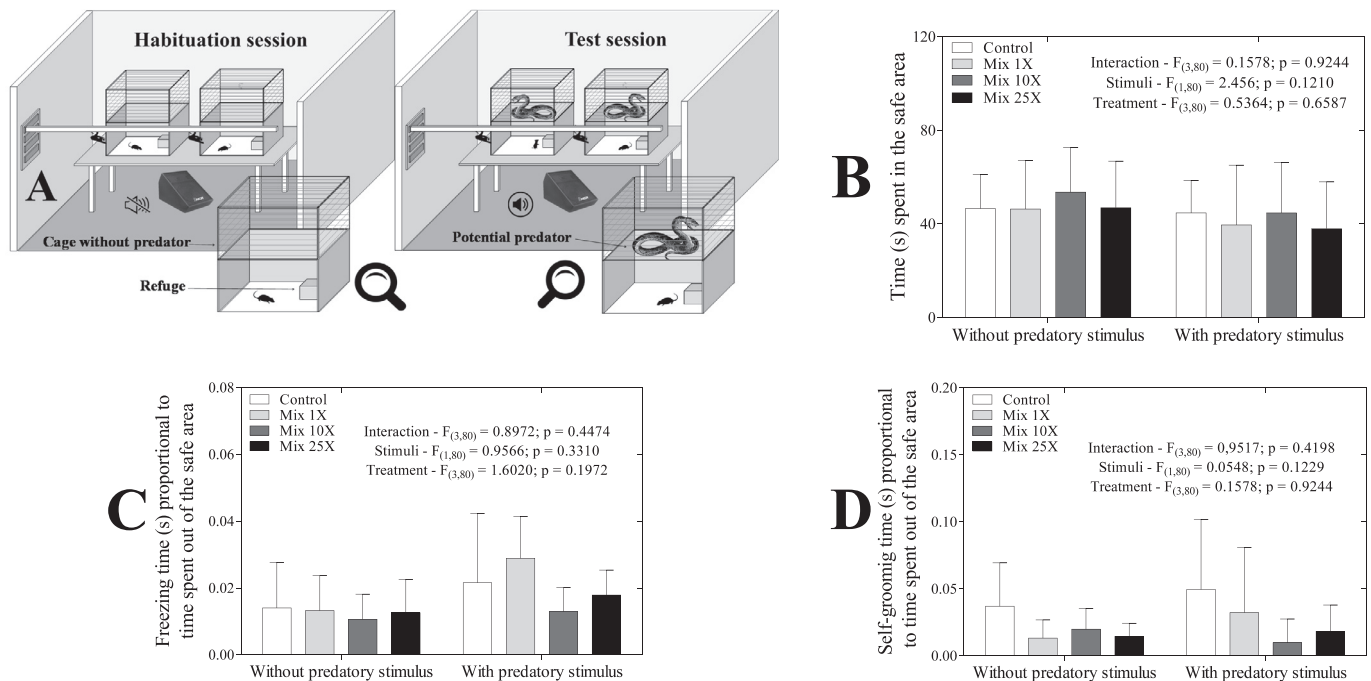 Habituation session
Test session
A
Cage without predator
Refuge
Potential predator
B
Time (s) spent in the safe area
120
80
40
0
Control
Mix 1X
Mix 10X
Mix 25X
Interaction - F(3,80) = 0.1578; p = 0.9244
Stimuli - F(1,80) = 2.456; p = 0.1210
Treatment - F(3,80) = 0.5364; p = 0.6587
Without predatory stimulus
With predatory stimulus
C
Freezing time (s) proportional to
time spent out of the safe area
0.08
0.06
0.04
0.02
0.00
Control
Mix 1X
Mix 10X
Mix 25X
Interaction - F(3,80) = 0.8972; p = 0.4474
Stimuli - F(1,80) = 0.9566; p = 0.3310
Treatment - F(3,80) = 1.6020; p = 0.1972
Without predatory stimulus
With predatory stimulus
D
Self-groomig time (s) proportional
to time spent out of the safe area
0.20
0.15
0.10
0.05
0.00
Control
Mix 1X
Mix 10X
Mix 25X
Interaction - F(3,80) = 0,9517; p = 0.4198
Stimuli - F(1,80) = 0.0548; p = 0.1229
Treatment - F(3,80) = 0.1578; p = 0.9244
Without predatory stimulus
With predatory stimulus